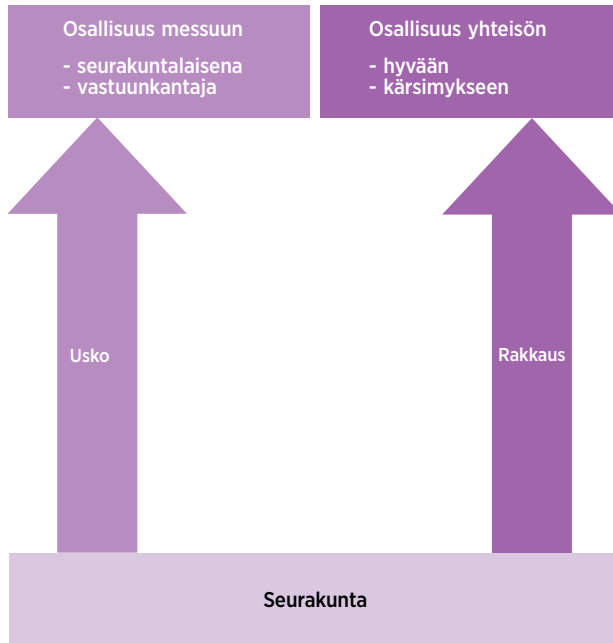 Osallisuus messuun
- seurakuntalaisena
- vastuunkantaja
Osallisuus yhteisön
- hyvään
- kärsimykseen
Usko
Rakkaus
Seurakunta